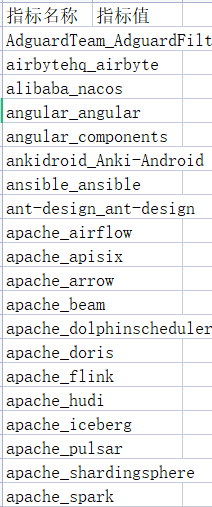 指标名称 指标值
AdguardTeam_AdguardFilt
airbytehq_airbyte
alibaba_nacos
angular_angular
angular_components
ankidroid_Anki-Android
ansible_ansible
ant-design_ant-design
apache_airflow
apache_apisix
apache_arrow
apache_beam
apache_dolphinscheduler
apache_doris
apache_flink
apache_hudi
apache_iceberg
apache_pulsar
apache_shardingsphere
apache_spark